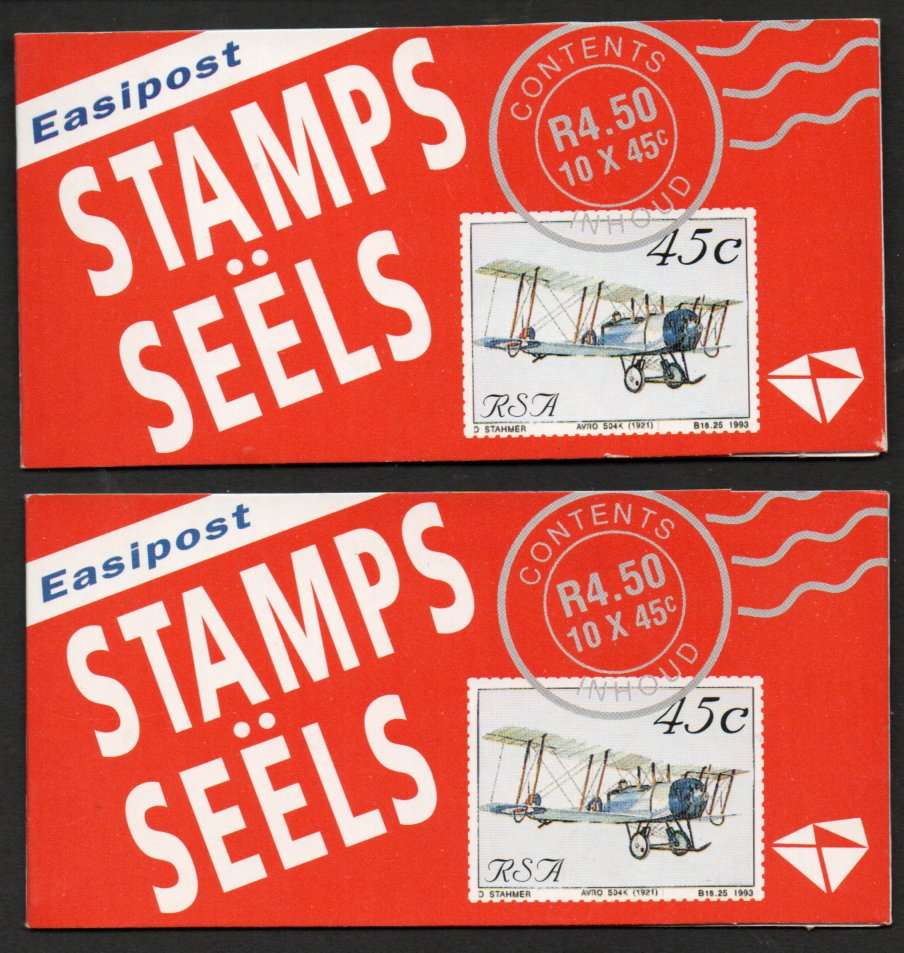 Easipost
STAMPS
SEËLS
CONTENTS
R4.50
10 X 45c
INHOUD
45c
RSA
D STAHMER AVRO 504K (1921) B18.25 1993
Easipost
STAMPS
SEËLS
CONTENTS
R4.50
10 X 45c
INHOUD
45c
RSA
D STAHMER AVRO 504K (1921) B18.25 1993